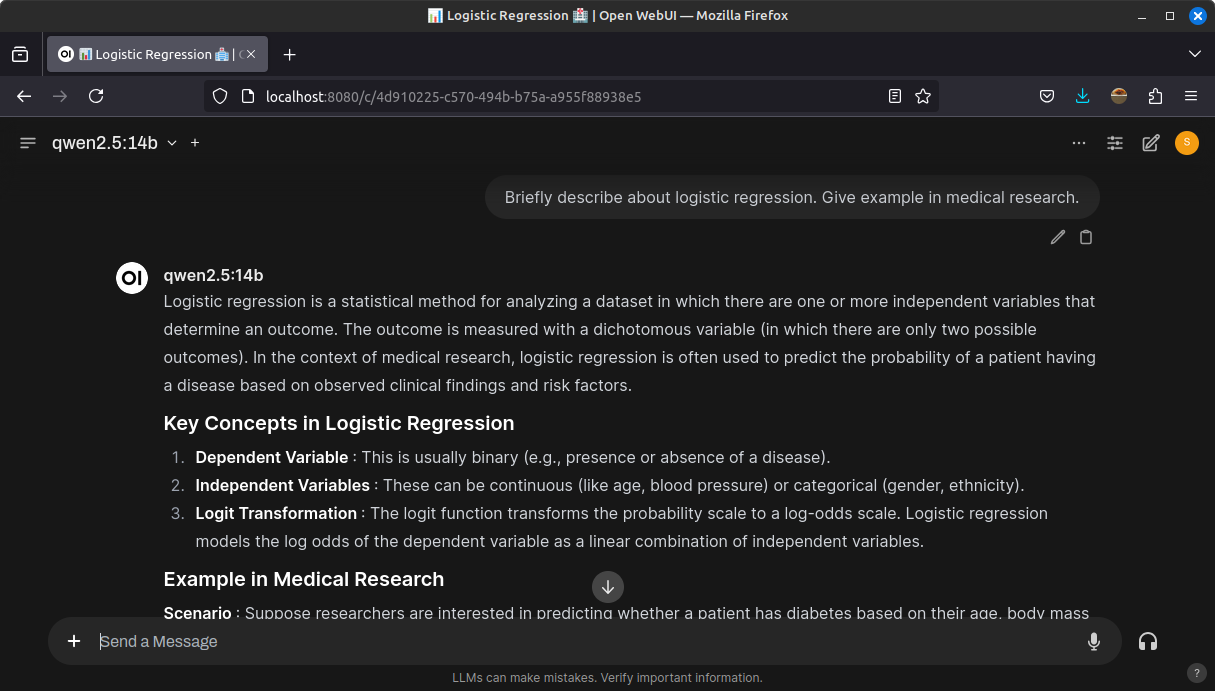 📊 Logistic Regression 🏥 | Open WebUI — Mozilla Firefox
OI 📊 Logistic Regression 🏥 |
localhost:8080/c/4d910225-c570-494b-b75a-a955f88938e5
qwen2.5:14b
S
Briefly describe about logistic regression. Give example in medical research.
OI qwen2.5:14b
Logistic regression is a statistical method for analyzing a dataset in which there are one or more independent variables that
determine an outcome. The outcome is measured with a dichotomous variable (in which there are only two possible
outcomes). In the context of medical research, logistic regression is often used to predict the probability of a patient having
a disease based on observed clinical findings and risk factors.
Key Concepts in Logistic Regression
1. Dependent Variable : This is usually binary (e.g., presence or absence of a disease).
2. Independent Variables : These can be continuous (like age, blood pressure) or categorical (gender, ethnicity).
3. Logit Transformation : The logit function transforms the probability scale to a log-odds scale. Logistic regression
models the log odds of the dependent variable as a linear combination of independent variables.
Example in Medical Research
Scenario : Suppose researchers are interested in predicting whether a patient has diabetes based on their age, body mass
Send a Message
LLMs can make mistakes. Verify important information.
?